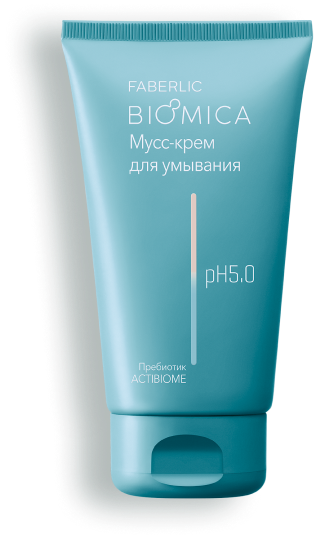 FABERLIC
BIOMICA
Мусс-крем
для умывания
pH5.0
Пребиотик
ACTIBIOME